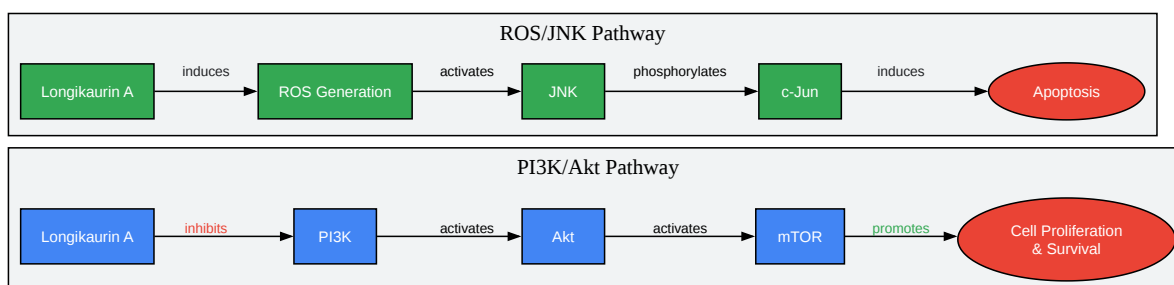 ROS/JNK Pathway
Longikaurin A
induces
ROS Generation
activates
JNK
phosphorylates
c-Jun
induces
Apoptosis
PI3K/Akt Pathway
Longikaurin A
inhibits
PI3K
activates
Akt
activates
mTOR
promotes
Cell Proliferation
& Survival